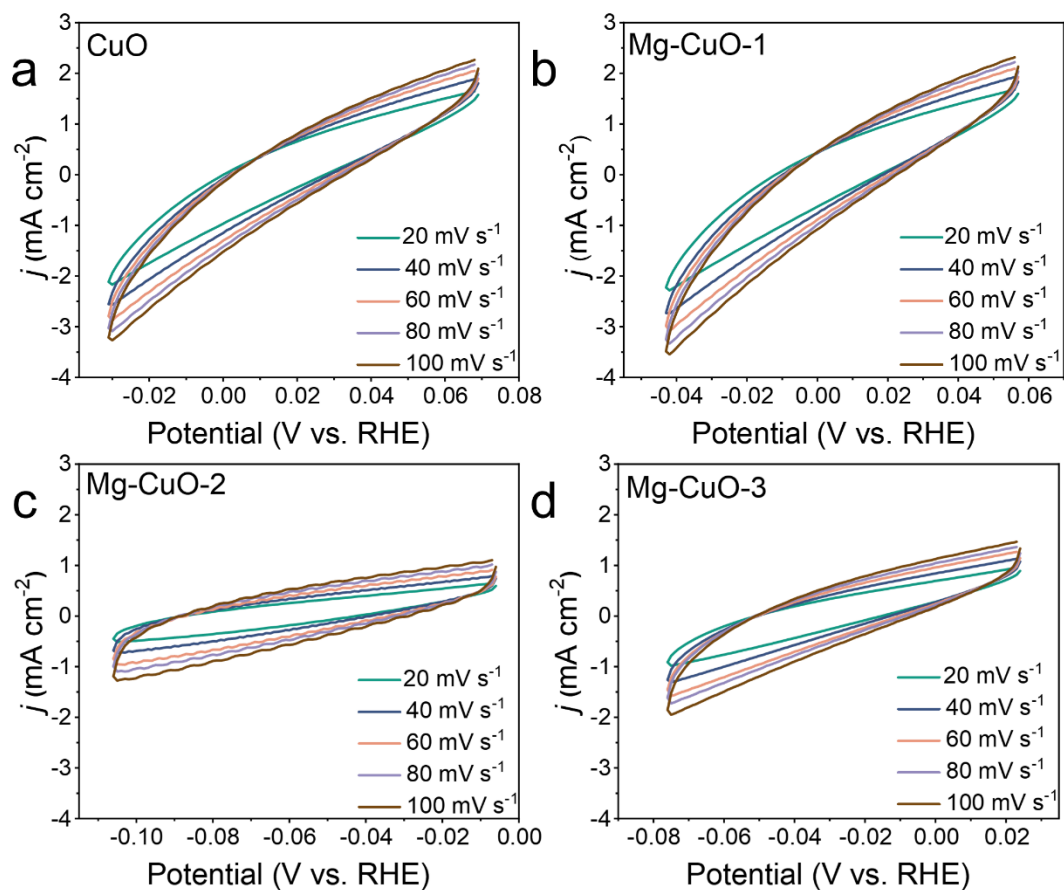 a
CuO
3
2
1
0
-1
-2
-3
-4
j (mA cm⁻²)
20 mV s⁻¹
40 mV s⁻¹
60 mV s⁻¹
80 mV s⁻¹
100 mV s⁻¹
-0.02 0.00 0.02 0.04 0.06 0.08
Potential (V vs. RHE)
b
Mg-CuO-1
3
2
1
0
-1
-2
-3
-4
j (mA cm⁻²)
20 mV s⁻¹
40 mV s⁻¹
60 mV s⁻¹
80 mV s⁻¹
100 mV s⁻¹
-0.04 -0.02 0.00 0.02 0.04 0.06
Potential (V vs. RHE)
c
Mg-CuO-2
3
2
1
0
-1
-2
-3
-4
j (mA cm⁻²)
20 mV s⁻¹
40 mV s⁻¹
60 mV s⁻¹
80 mV s⁻¹
100 mV s⁻¹
-0.10 -0.08 -0.06 -0.04 -0.02 0.00
Potential (V vs. RHE)
d
Mg-CuO-3
3
2
1
0
-1
-2
-3
-4
j (mA cm⁻²)
20 mV s⁻¹
40 mV s⁻¹
60 mV s⁻¹
80 mV s⁻¹
100 mV s⁻¹
-0.08 -0.06 -0.04 -0.02 0.00 0.02
Potential (V vs. RHE)